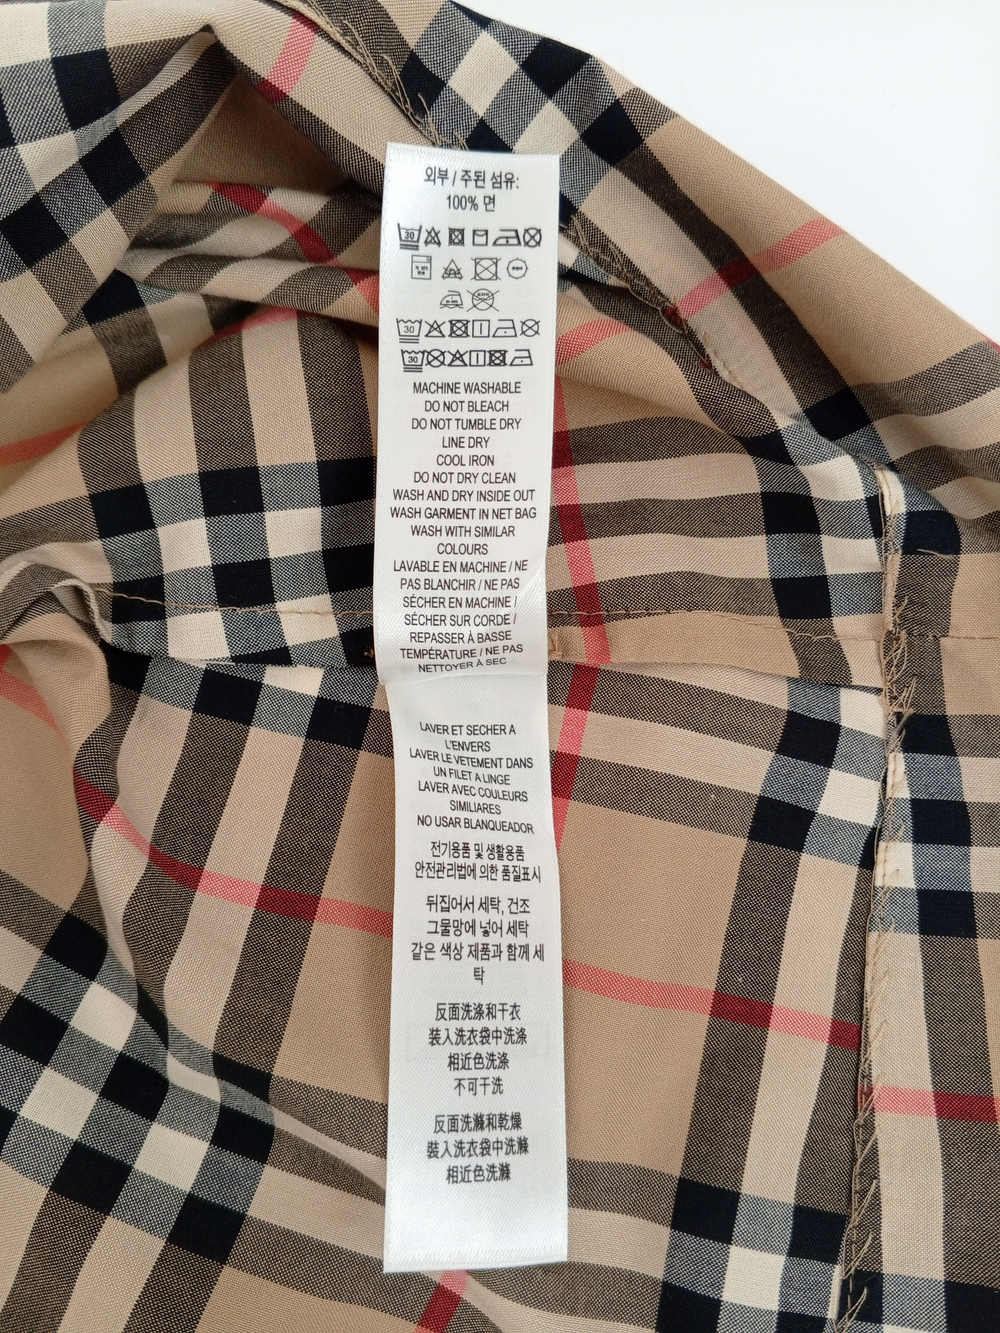 외부 / 주된 섬유:
100% 면
30
30
30
MACHINE WASHABLE
DO NOT BLEACH
DO NOT TUMBLE DRY
LINE DRY
COOL IRON
DO NOT DRY CLEAN
WASH AND DRY INSIDE OUT
WASH GARMENT IN NET BAG
WASH WITH SIMILAR
COLOURS
LAVABLE EN MACHINE / NE
PAS BLANCHIR / NE PAS
SÉCHER EN MACHINE /
SÉCHER SUR CORDE /
REPASSER À BASSE
TEMPÉRATURE / NE PAS
NETTOYER À SEC
LAVER ET SECHER A
L'ENVERS
LAVER LE VETEMENT DANS
UN FILET A LINGE
LAVER AVEC COULEURS
SIMILIARES
NO USAR BLANQUEADOR
전기용품 및 생활용품
안전관리법에 의한 품질표시
뒤집어서 세탁, 건조
그물망에 넣어 세탁
같은 색상 제품과 함께 세
탁
反面洗涤和干衣
装入洗衣袋中洗涤
相近色洗涤
不可干洗
反面洗滌和乾燥
裝入洗衣袋中洗滌
相近色洗滌